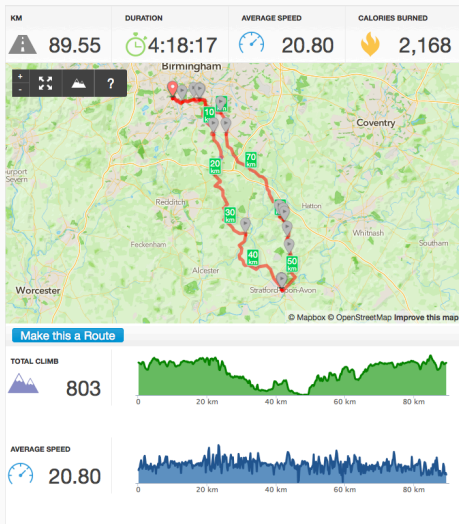 KM
DURATION
AVERAGE SPEED
CALORIES BURNED
89.55
4:18:17
20.80
2,168
+
-
?
Birmingham
Coventry
10
20
km
70
km
Redditch
Hatton
30
km
Whitnash
Feckenham
Southam
40
km
50
km
Alcester
Worcester
Stratford-upon-Avon
© Mapbox © OpenStreetMap Improve this map
Make this a Route
TOTAL CLIMB
803
0
20 km
40 km
60 km
80 km
AVERAGE SPEED
20.80
0
20 km
40 km
60 km
80 km